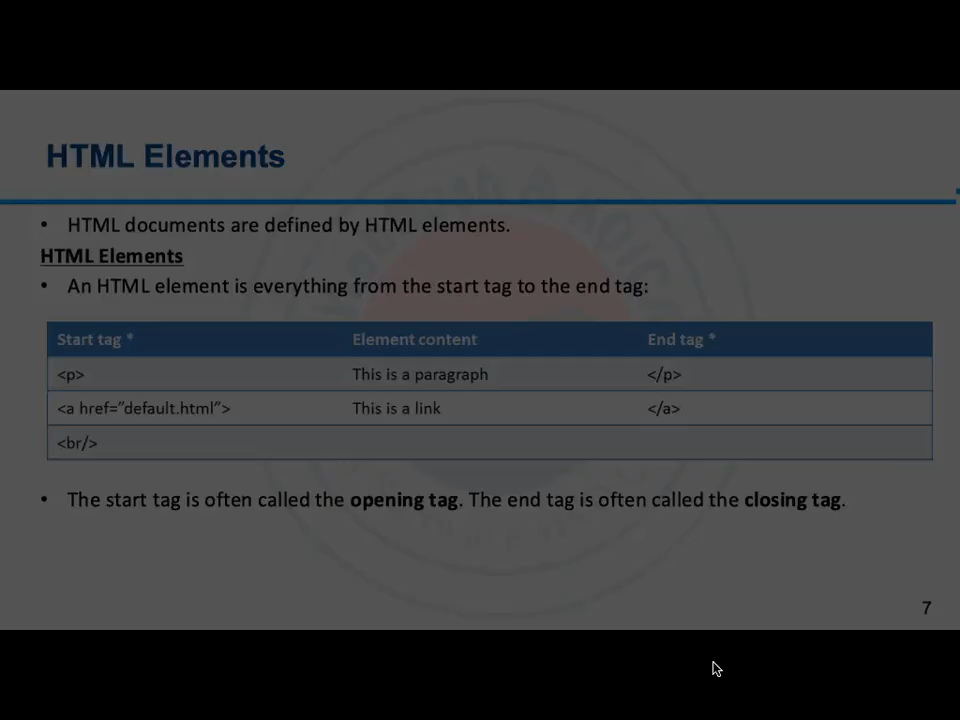 HTML Elements
• HTML documents are defined by HTML elements.
HTML Elements
• An HTML element is everything from the start tag to the end tag:
Start tag * Element content End tag *
<p> This is a paragraph </p>
<a href=”default.html”> This is a link </a>
<br/>
• The start tag is often called the opening tag. The end tag is often called the closing tag.
7